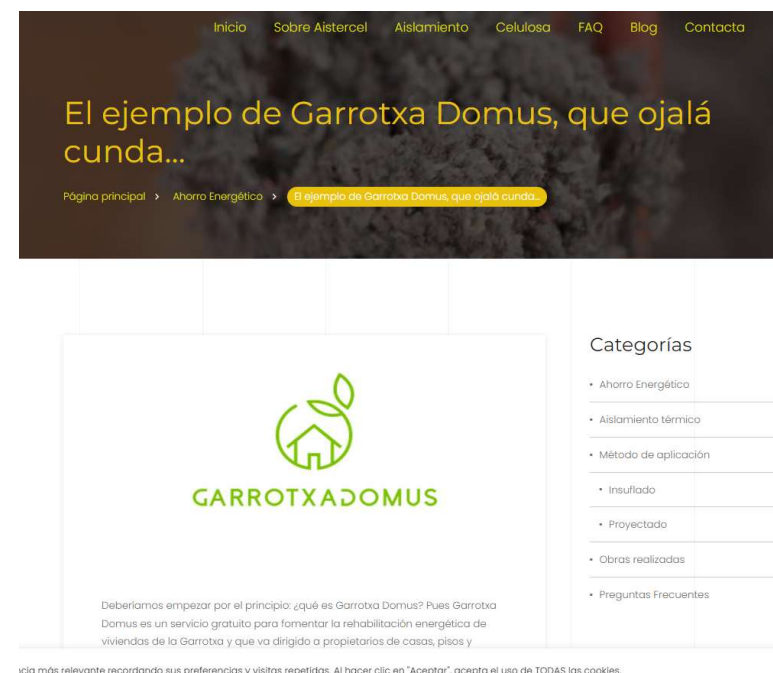 Inicio Sobre Aistercel Aislamiento Celulosa FAQ Blog Contacta
El ejemplo de Garrotxa Domus, que ojalá
cunda...
Página principal > Ahorro Energético > El ejemplo de Garrotxa Domus, que ojalá cunda...
GARROTXADOMUS
Deberíamos empezar por el principio: ¿qué es Garrotxa Domus? Pues Garrotxa
Domus es un servicio gratuito para fomentar la rehabilitación energética de
viviendas de la Garrotxa y que va dirigido a propietarios de casas, pisos y
Categorías
• Ahorro Energético
• Aislamiento térmico
• Método de aplicación
• Insuflado
• Proyectado
• Obras realizadas
• Preguntas Frecuentes
más relevante recordando sus preferencias y visitas repetidas. Al hacer clic en "Aceptar", acepta el uso de TODAS las cookies.